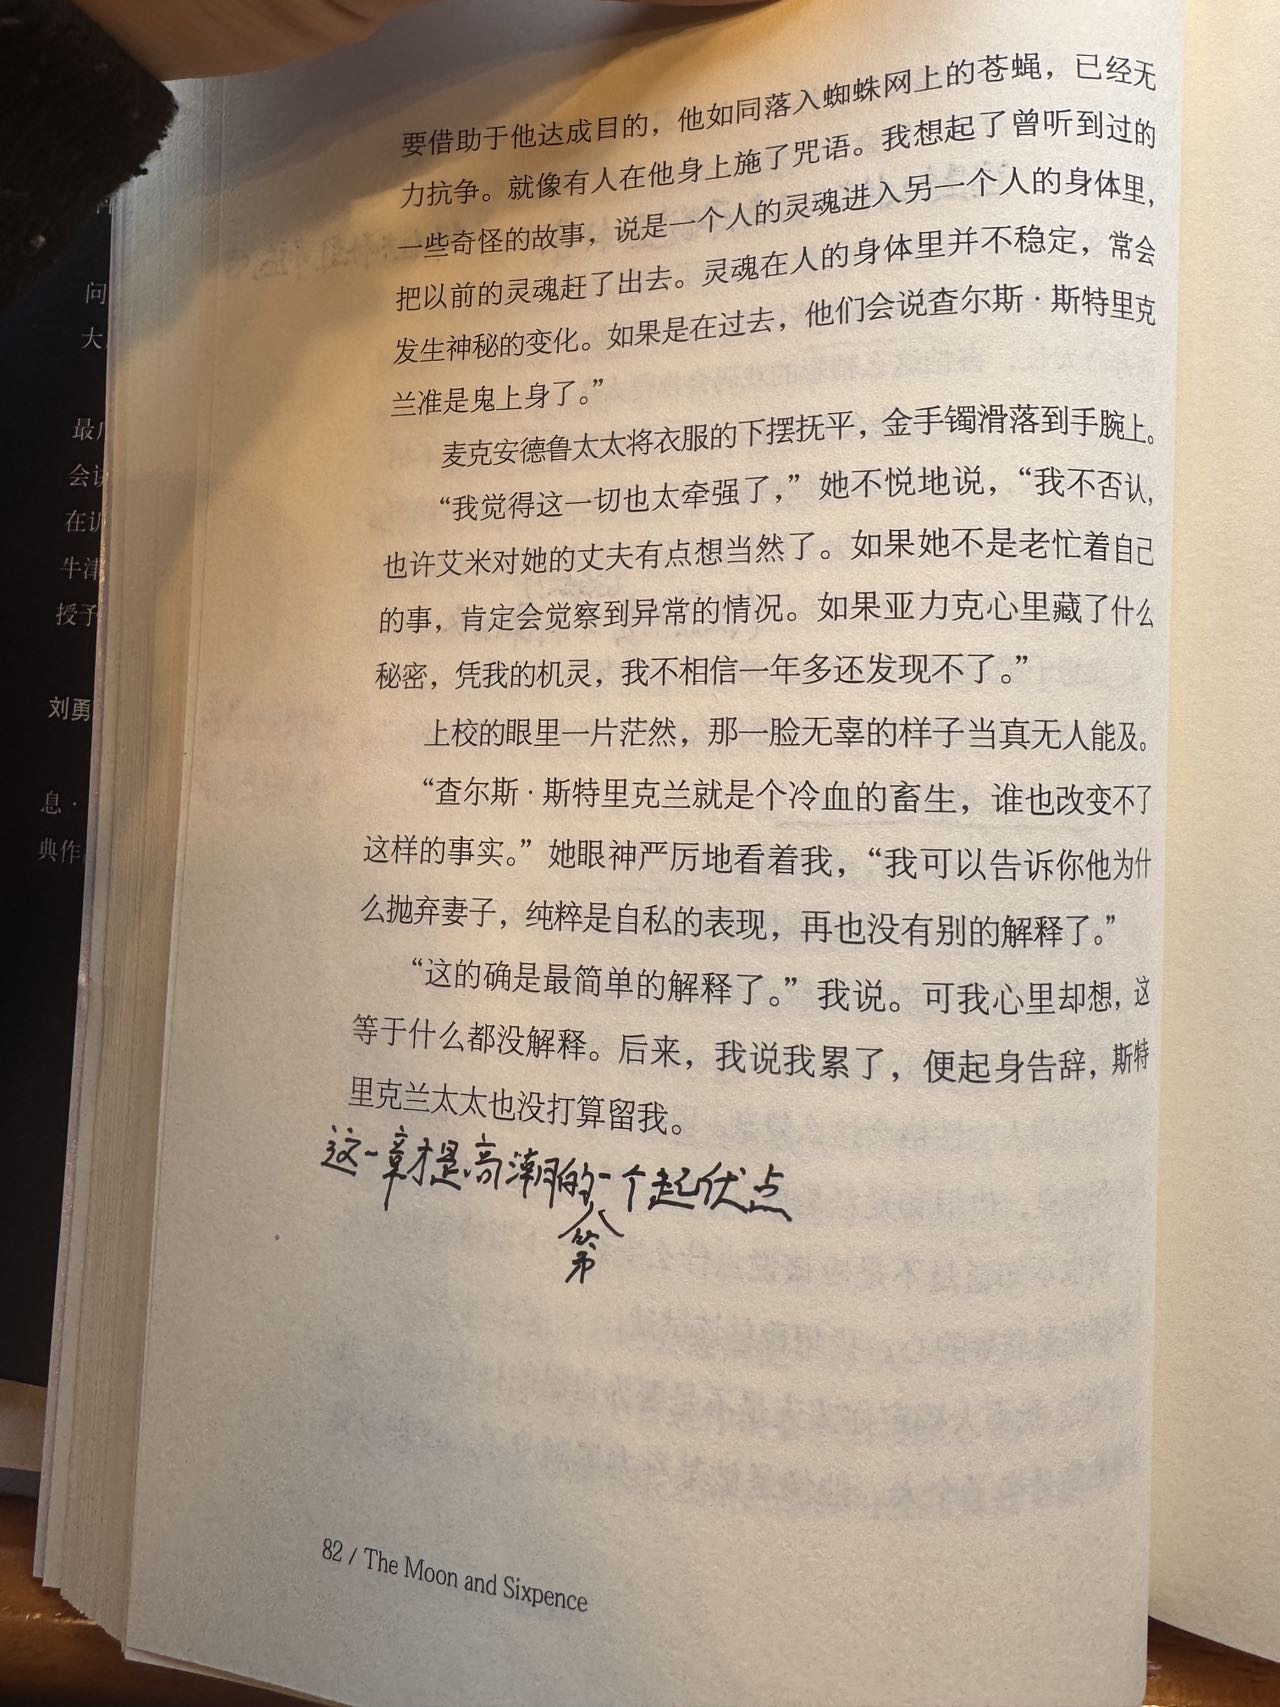 要借助于他达成目的，他如同落入蜘蛛网上的苍蝇，已经无
力抗争。就像有人在他身上施了咒语。我想起了曾听到过的
一些奇怪的故事，说是一个人的灵魂进入另一个人的身体里，
把以前的灵魂赶了出去。灵魂在人的身体里并不稳定，常会
发生神秘的变化。如果是在过去，他们会说查尔斯·斯特里克
兰准是鬼上身了。”
麦克安德鲁太太将衣服的下摆抚平，金手镯滑落到手腕上。
“我觉得这一切也太牵强了，”她不悦地说，“我不否认，
也许艾米对她的丈夫有点想当然了。如果她不是老忙着自己
的事，肯定会觉察到异常的情况。如果亚力克心里藏了什么
秘密，凭我的机灵，我不相信一年多还发现不了。”
上校的眼里一片茫然，那一脸无辜的样子当真无人能及。
“查尔斯·斯特里克兰就是个冷血的畜生，谁也改变不了
这样的事实。”她眼神严厉地看着我，“我可以告诉你他为什
么抛弃妻子，纯粹是自私的表现，再也没有别的解释了。”
“这的确是最简单的解释了。”我说。可我心里却想，这
等于什么都没解释。后来，我说我累了，便起身告辞，斯特
里克兰太太也没打算留我。
这一章才是高潮的第一个起伏点
82 / The Moon and Sixpence
问
大
最
会
在
牛津
授予
刘勇
息·
典作